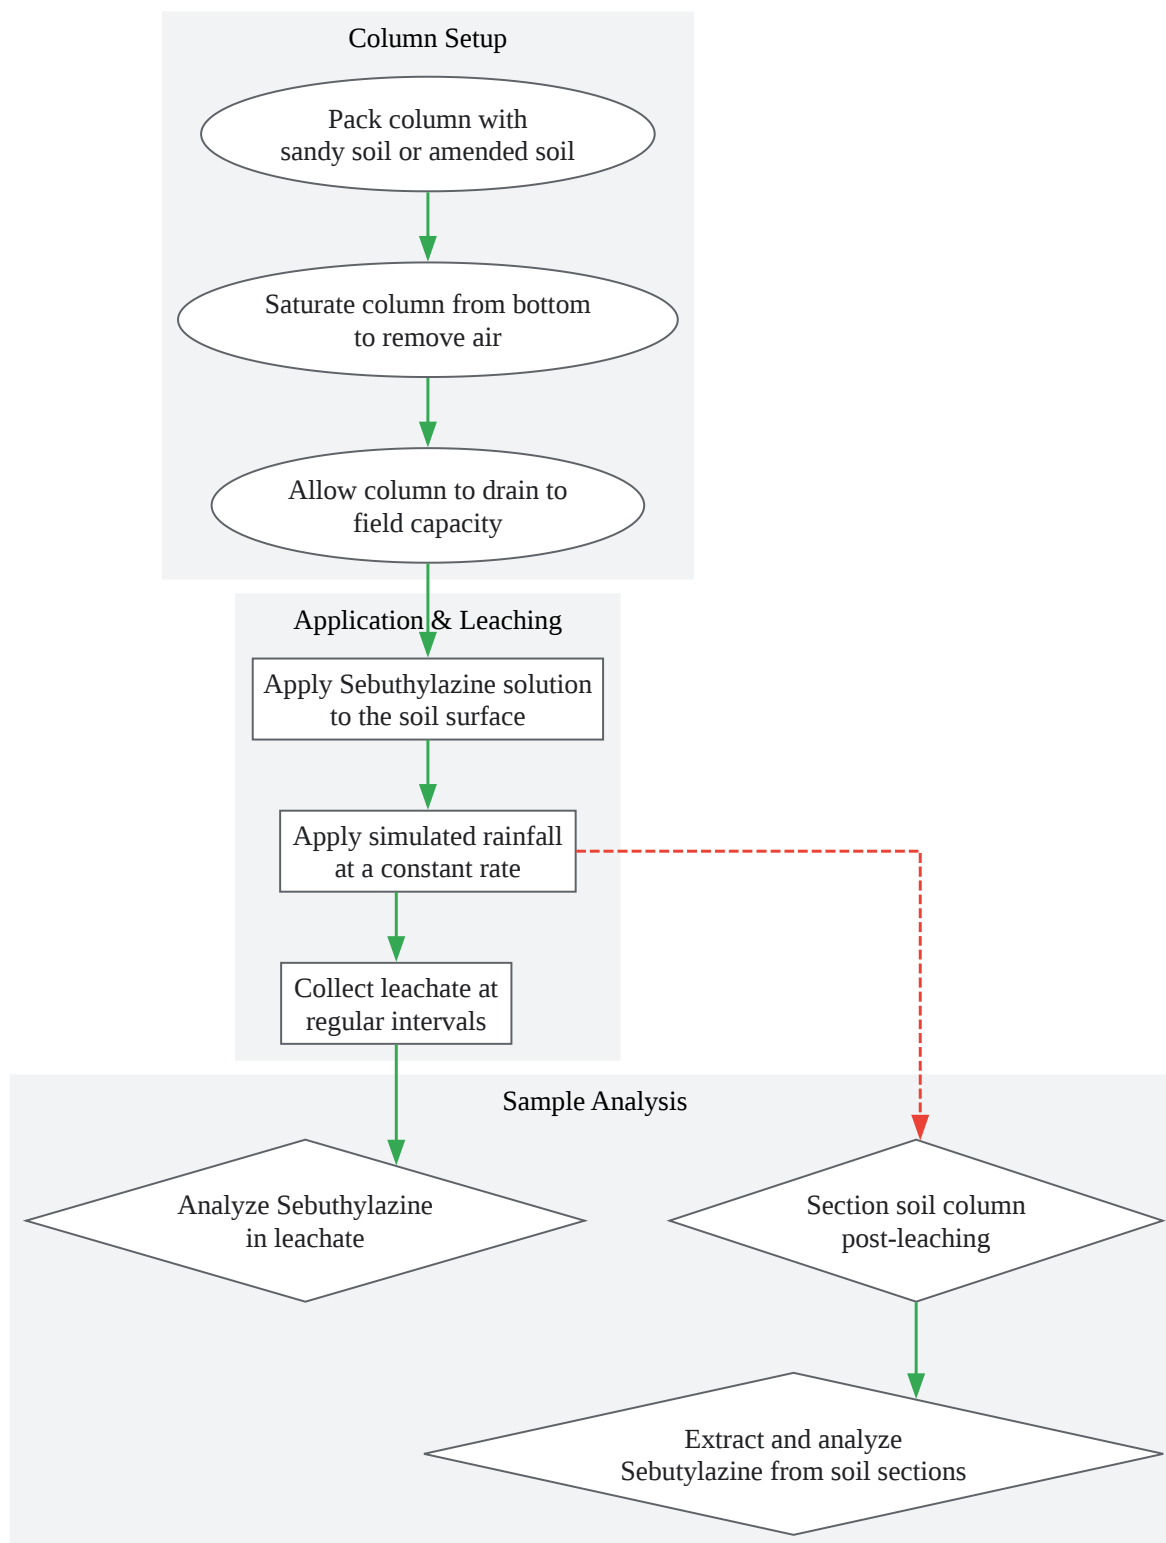 Column Setup
Pack column with
sandy soil or amended soil
Saturate column from bottom
to remove air
Allow column to drain to
field capacity
Application & Leaching
Apply Sebuthylazine solution
to the soil surface
Apply simulated rainfall
at a constant rate
Collect leachate at
regular intervals
Sample Analysis
Analyze Sebuthylazine
in leachate
Section soil column
post-leaching
Extract and analyze
Sebutylazine from soil sections